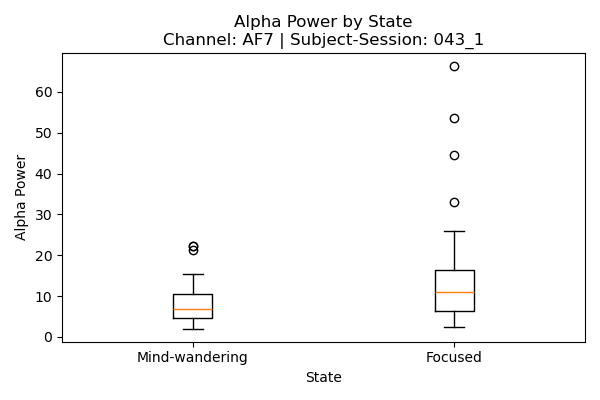 Alpha Power by State
Channel: AF7 | Subject-Session: 043_1
Alpha Power
60
50
40
30
20
10
0
Mind-wandering
Focused
State